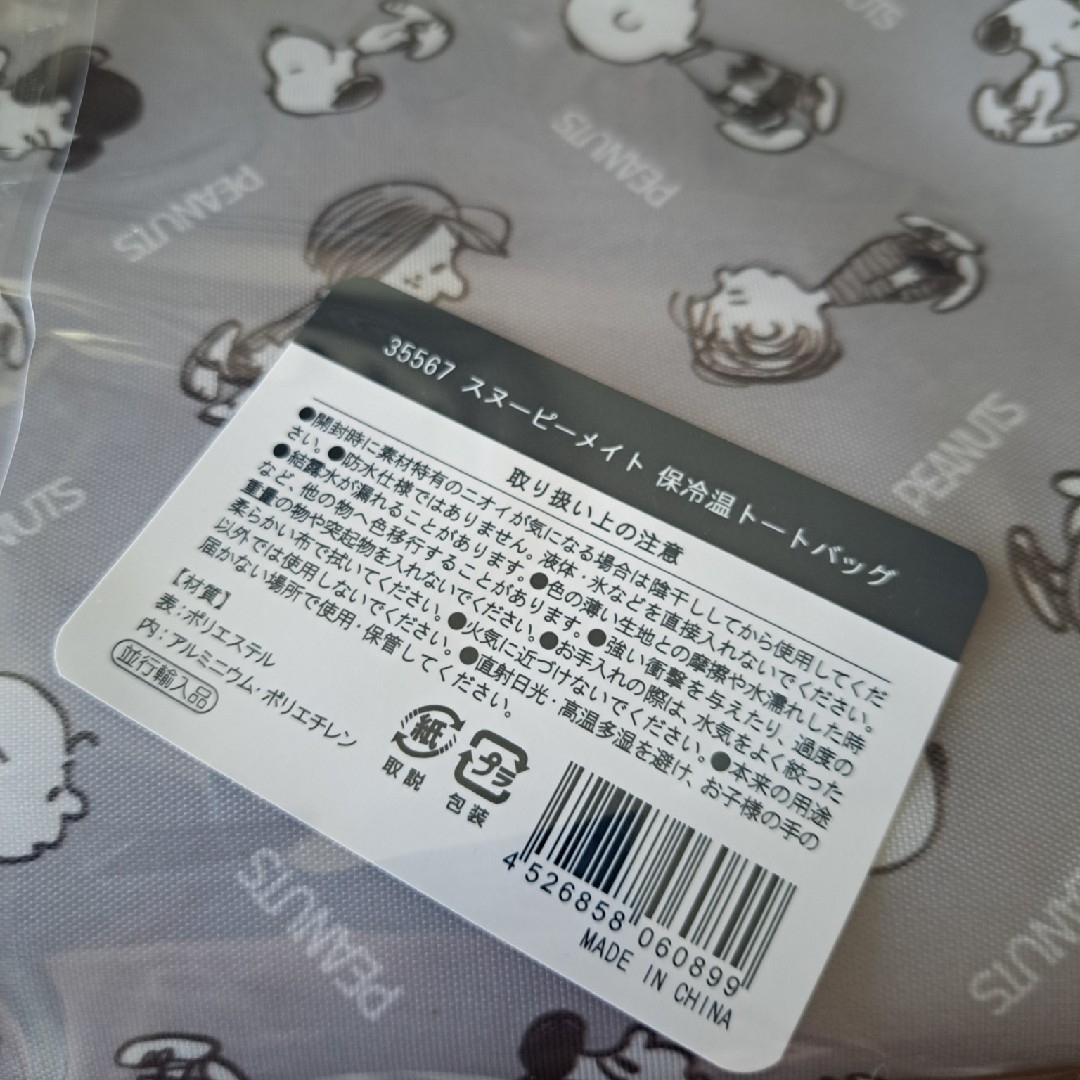 PEANUTS
PEANUTS
PEANUTS
PEANUTS
PEANUTS
PEANUTS
PEANUTS
35567 スヌーピーメイト 保冷温トートバッグ
取り扱い上の注意
●開封時に素材特有のニオイが気になる場合は陰干ししてから使用してくだ
さい。●防水仕様ではありません。液体・氷などを直接入れないでください。
●結露水が漏れることがあります。●色の薄い生地との摩擦や水濡れした時
など、他の物へ色移行することがあります。●強い衝撃を与えたり、過度の
重量の物や突起物を入れないでください。●お手入れの際は、水気をよく絞った
柔らかい布で拭いてください。●火気に近づけないでください。●本来の用途
以外では使用しないでください。●直射日光・高温多湿を避け、お子様の手の
届かない場所で使用・保管してください。
【材質】
表:ポリエステル
内:アルミニウム・ポリエチレン
並行輸入品
紙
取説
プラ
包装
4 526858 060899
MADE IN CHINA